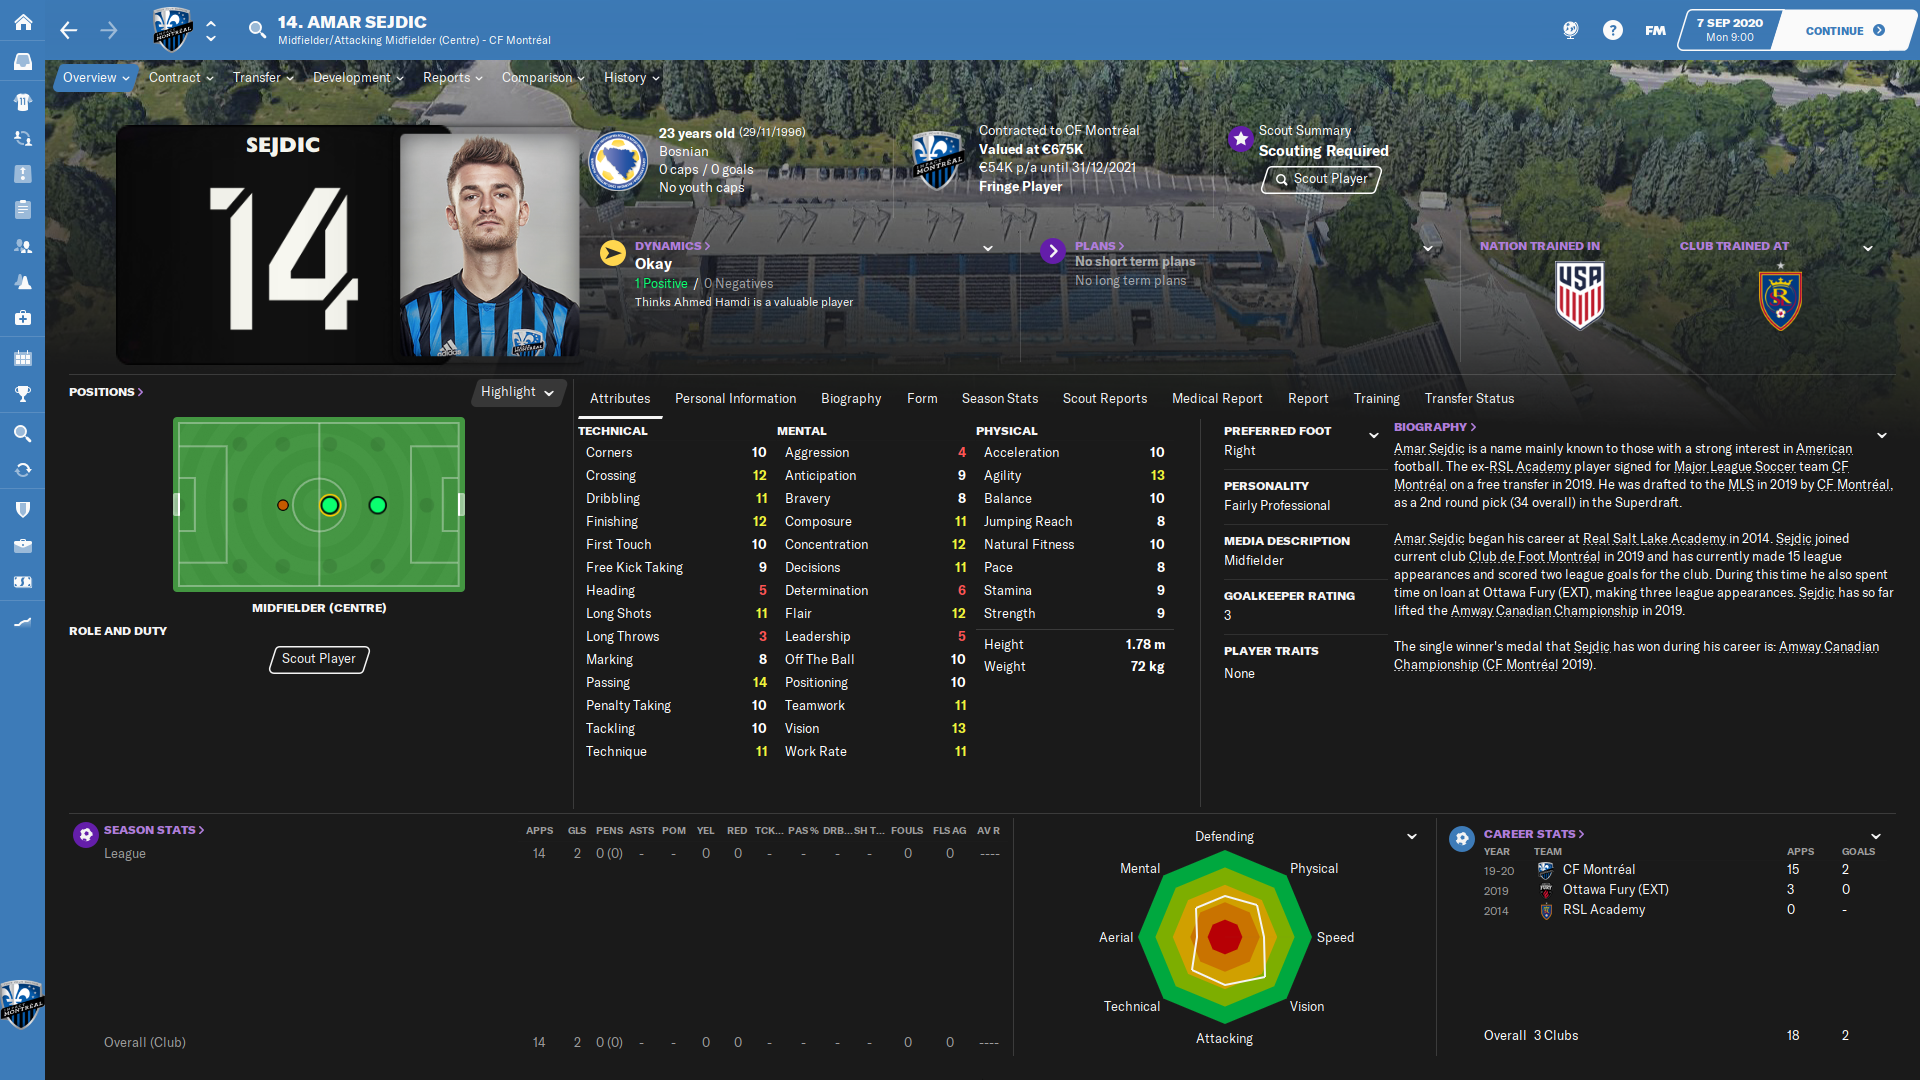 14. AMAR SEJDIC
Midfielder/Attacking Midfielder (Centre) - CF Montréal
FM
7 SEP 2020
Mon 9:00
CONTINUE
Overview
Contract
Transfer
Development
Reports
Comparison
History
SEJDIC
14
23 years old (29/11/1996)
Bosnian
0 caps / 0 goals
No youth caps
Contracted to CF Montréal
Valued at €675K
€54K p/a until 31/12/2021
Fringe Player
Scout Summary
Scouting Required
Scout Player
DYNAMICS
Okay
1 Positive / 0 Negatives
Thinks Ahmed Hamdi is a valuable player
PLANS
No short term plans
No long term plans
NATION TRAINED IN
USA
CLUB TRAINED AT
POSITIONS
Highlight
MIDFIELDER (CENTRE)
ROLE AND DUTY
Scout Player
Attributes
Personal Information
Biography
Form
Season Stats
Scout Reports
Medical Report
Report
Training
Transfer Status
TECHNICAL
Corners 10
Crossing 12
Dribbling 11
Finishing 12
First Touch 10
Free Kick Taking 9
Heading 5
Long Shots 11
Long Throws 3
Marking 8
Passing 14
Penalty Taking 10
Tackling 10
Technique 11
MENTAL
Aggression 4
Anticipation 9
Bravery 8
Composure 11
Concentration 12
Decisions 11
Determination 6
Flair 12
Leadership 5
Off The Ball 10
Positioning 10
Teamwork 11
Vision 13
Work Rate 11
PHYSICAL
Acceleration 10
Agility 13
Balance 10
Jumping Reach 8
Natural Fitness 10
Pace 8
Stamina 9
Strength 9
Height 1.78 m
Weight 72 kg
PREFERRED FOOT
Right
PERSONALITY
Fairly Professional
MEDIA DESCRIPTION
Midfielder
GOALKEEPER RATING
3
PLAYER TRAITS
None
BIOGRAPHY
Amar Sejdic is a name mainly known to those with a strong interest in American
football. The ex-RSL Academy player signed for Major League Soccer team CF
Montréal on a free transfer in 2019. He was drafted to the MLS in 2019 by CF Montréal,
as a 2nd round pick (34 overall) in the Superdraft.
Amar Sejdic began his career at Real Salt Lake Academy in 2014. Sejdic joined
current club Club de Foot Montréal in 2019 and has currently made 15 league
appearances and scored two league goals for the club. During this time he also spent
time on loan at Ottawa Fury (EXT), making three league appearances. Sejdic has so far
lifted the Amway Canadian Championship in 2019.
The single winner's medal that Sejdic has won during his career is: Amway Canadian
Championship (CF Montréal 2019).
SEASON STATS
APPS GLS PENS ASTS POM YEL RED TCK... PAS % DRB... SH T... FOULS FLS AG AV R
League 14 2 0 (0) - - 0 0 - - - - 0 0 ----
Overall (Club) 14 2 0 (0) - - 0 0 - - - - 0 0 ----
Defending
Physical
Speed
Vision
Attacking
Technical
Aerial
Mental
CAREER STATS
YEAR TEAM APPS GOALS
19-20 CF Montréal 15 2
2019 Ottawa Fury (EXT) 3 0
2014 RSL Academy 0 -
Overall 3 Clubs 18 2